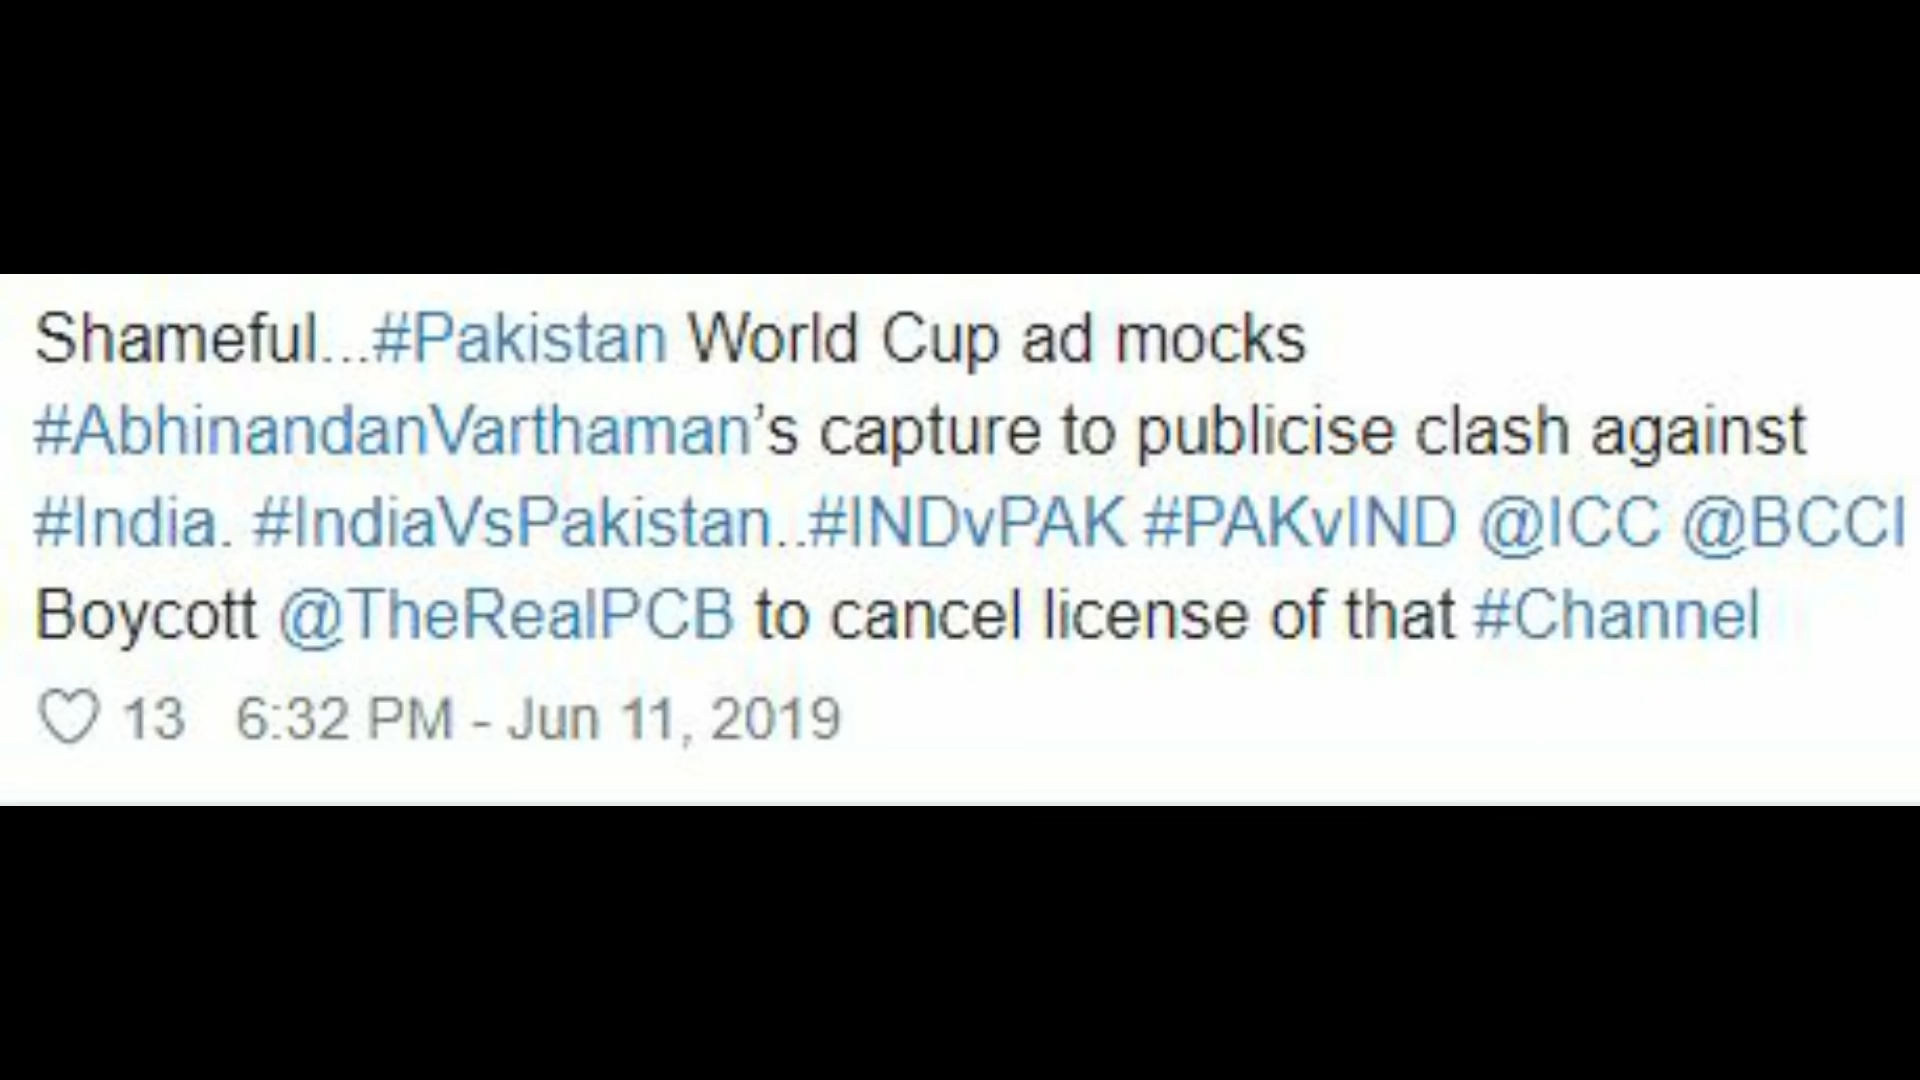 Shameful...#Pakistan World Cup ad mocks
#AbhinandanVarthaman's capture to publicise clash against
#India. #IndiaVsPakistan..#INDvPAK #PAKvIND @ICC @BCCI
Boycott @TheRealPCB to cancel license of that #Channel
13 6:32 PM - Jun 11, 2019